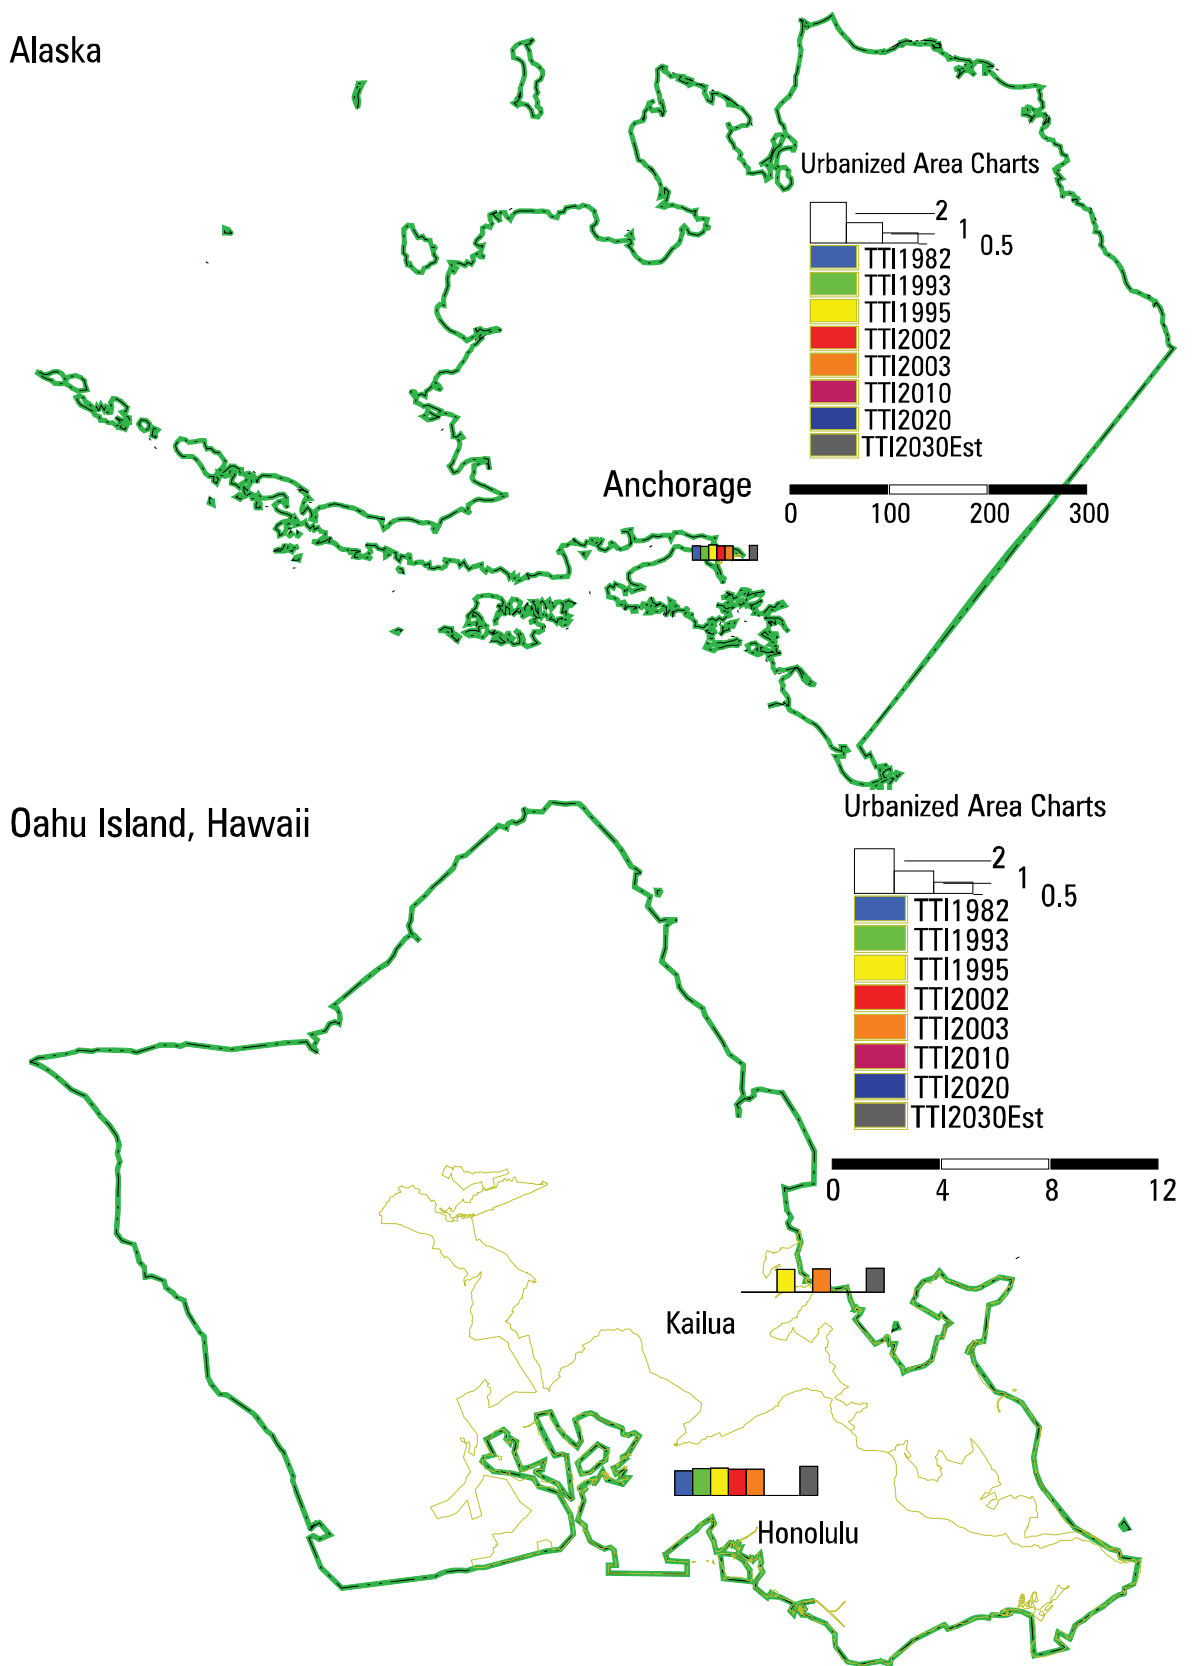 Alaska
Urbanized Area Charts
2
1
0.5
TTI1982
TTI1993
TTI1995
TTI2002
TTI2003
TTI2010
TTI2020
TTI2030Est
Anchorage
0 100 200 300
Oahu Island, Hawaii
Urbanized Area Charts
2
1
0.5
TTI1982
TTI1993
TTI1995
TTI2002
TTI2003
TTI2010
TTI2020
TTI2030Est
0 4 8 12
Kailua
Honolulu